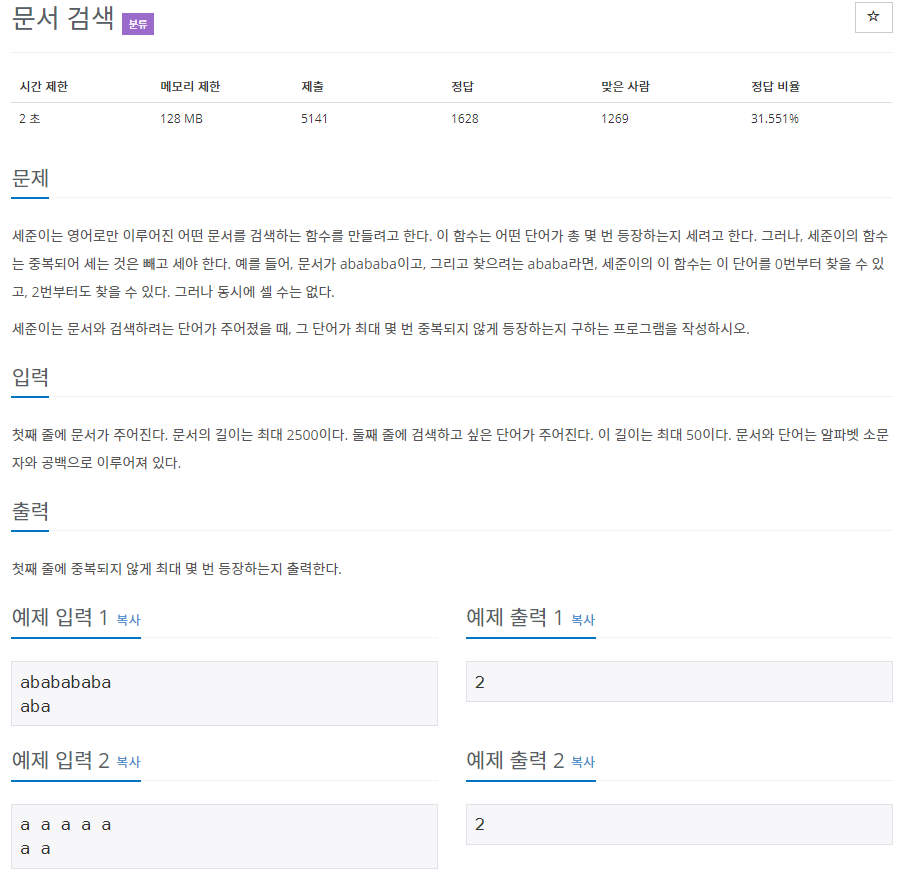 문서 검색 분류
☆
시간 제한 메모리 제한 제출 정답 맞은 사람 정답 비율
2 초 128 MB 5141 1628 1269 31.551%
문제
세준이는 영어로만 이루어진 어떤 문서를 검색하는 함수를 만들려고 한다. 이 함수는 어떤 단어가 총 몇 번 등장하는지 세려고 한다. 그러나, 세준이의 함수
는 중복되어 세는 것은 빼고 세야 한다. 예를 들어, 문서가 abababa이고, 그리고 찾으려는 ababa라면, 세준이의 이 함수는 이 단어를 0번부터 찾을 수 있
고, 2번부터도 찾을 수 있다. 그러나 동시에 셀 수는 없다.
세준이는 문서와 검색하려는 단어가 주어졌을 때, 그 단어가 최대 몇 번 중복되지 않게 등장하는지 구하는 프로그램을 작성하시오.
입력
첫째 줄에 문서가 주어진다. 문서의 길이는 최대 2500이다. 둘째 줄에 검색하고 싶은 단어가 주어진다. 이 길이는 최대 50이다. 문서와 단어는 알파벳 소문
자와 공백으로 이루어져 있다.
출력
첫째 줄에 중복되지 않게 최대 몇 번 등장하는지 출력한다.
예제 입력 1 복사
ababababa
aba
예제 출력 1 복사
2
예제 입력 2 복사
a a a a a
a a
예제 출력 2 복사
2